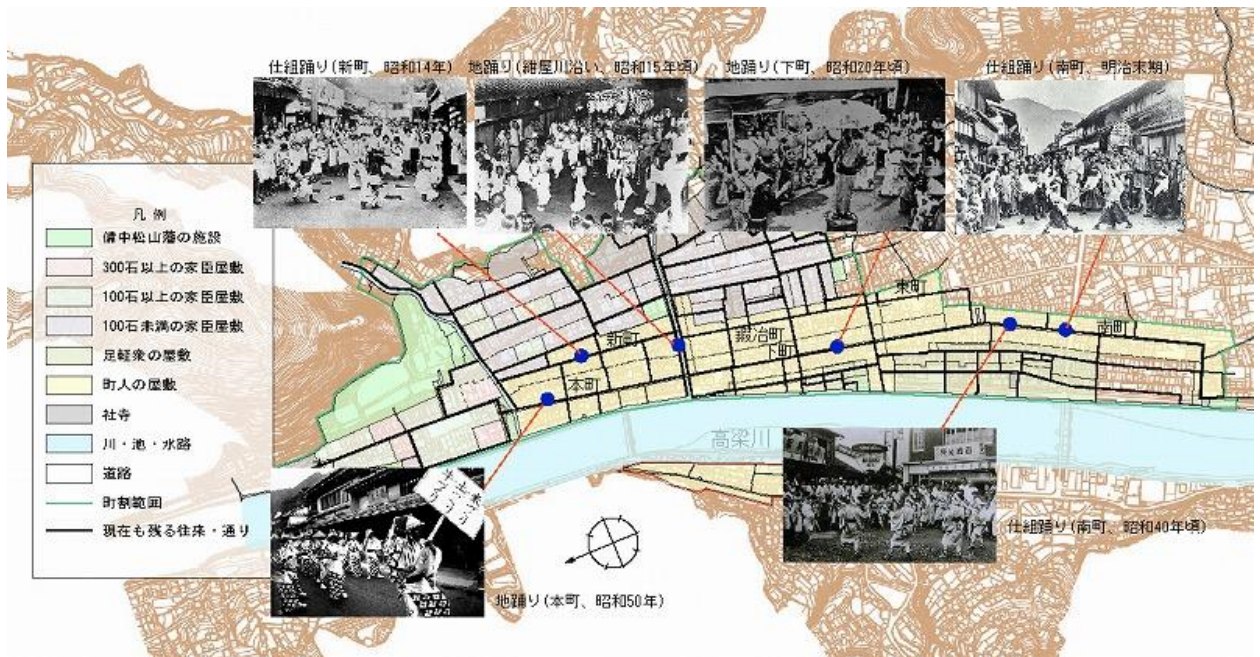 仕組踊り(新町、昭和14年)
地踊り(紺屋川沿い、昭和15年頃)
地踊り(下町、昭和20年頃)
仕組踊り(南町、明治末期)
凡例
備中松山藩の施設
300石以上の家臣屋敷
100石以上の家臣屋敷
100石未満の家臣屋敷
足軽衆の屋敷
町人の屋敷
社寺
川・池・水路
道路
町割範囲
現在も残る往来・通り
東町
新町
鍛冶町
下町
南町
本町
高梁川
仕組踊り(南町、昭和40年頃)
地踊り(本町、昭和50年)